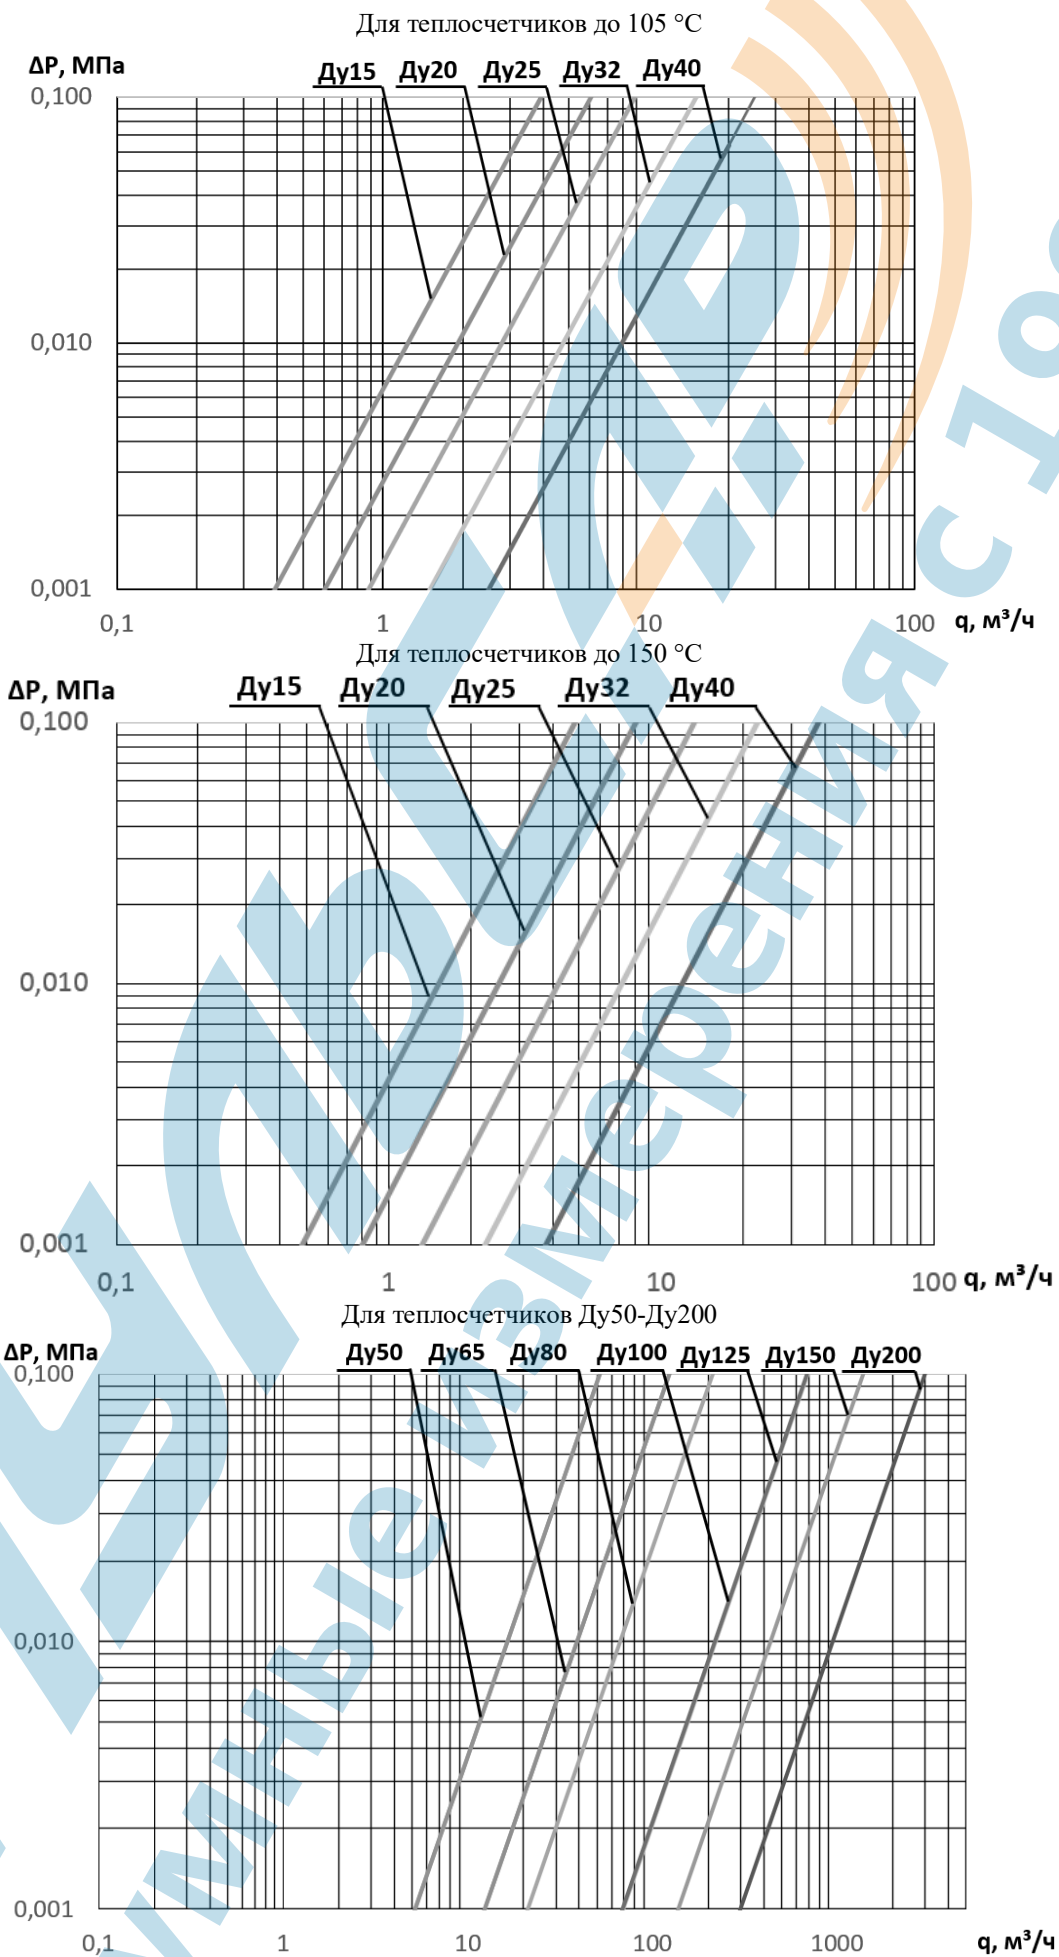 Для теплосчетчиков до 105 °C
ΔP, МПа
Ду15 Ду20 Ду25 Ду32 Ду40
0,100
0,010
0,001
0,1 1 10 100 q, м³/ч
Для теплосчетчиков до 150 °C
ΔP, МПа
Ду15 Ду20 Ду25 Ду32 Ду40
0,100
0,010
0,001
0,1 1 10 100 q, м³/ч
Для теплосчетчиков Ду50-Ду200
ΔP, МПа
Ду50 Ду65 Ду80 Ду100 Ду125 Ду150 Ду200
0,100
0,010
0,001
0,1 1 10 100 1000 q, м³/ч
умные измерения с